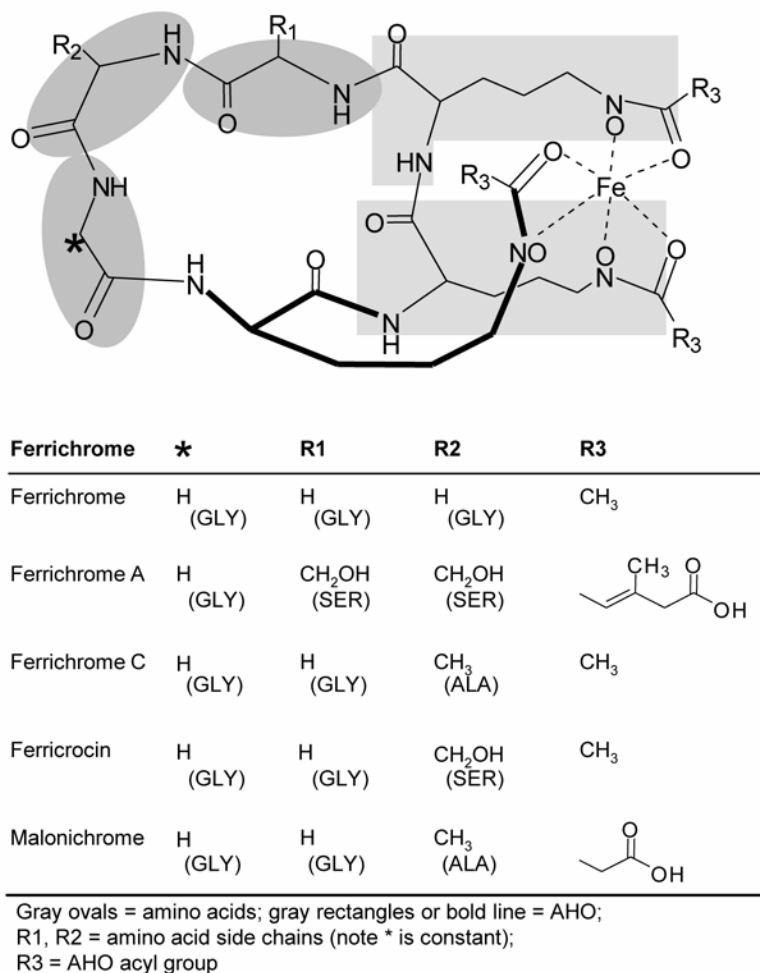 R2 N H R1 O
O N H O R3
O N O O
NH HN R3 O Fe
*
O O O
N H O NO N O
O N H R3
Ferrichrome * R1 R2 R3
Ferrichrome H (GLY) H (GLY) H (GLY) CH3
Ferrichrome A H (GLY) CH2OH (SER) CH2OH (SER) CH3 O OH
Ferrichrome C H (GLY) H (GLY) CH3 (ALA) CH3
Ferricrocin H (GLY) H (GLY) CH2OH (SER) CH3
Malonichrome H (GLY) H (GLY) CH3 (ALA) O OH
Gray ovals = amino acids; gray rectangles or bold line = AHO;
R1, R2 = amino acid side chains (note * is constant);
R3 = AHO acyl group